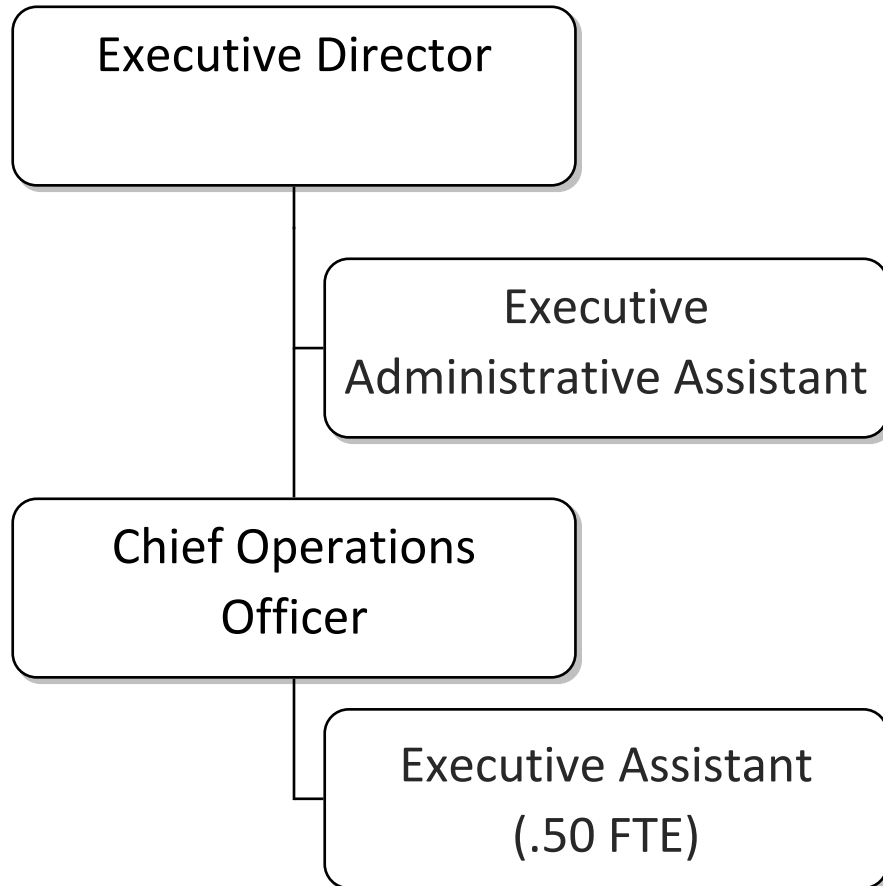 Executive Director
Executive
Administrative Assistant
Chief Operations
Officer
Executive Assistant
(.50 FTE)